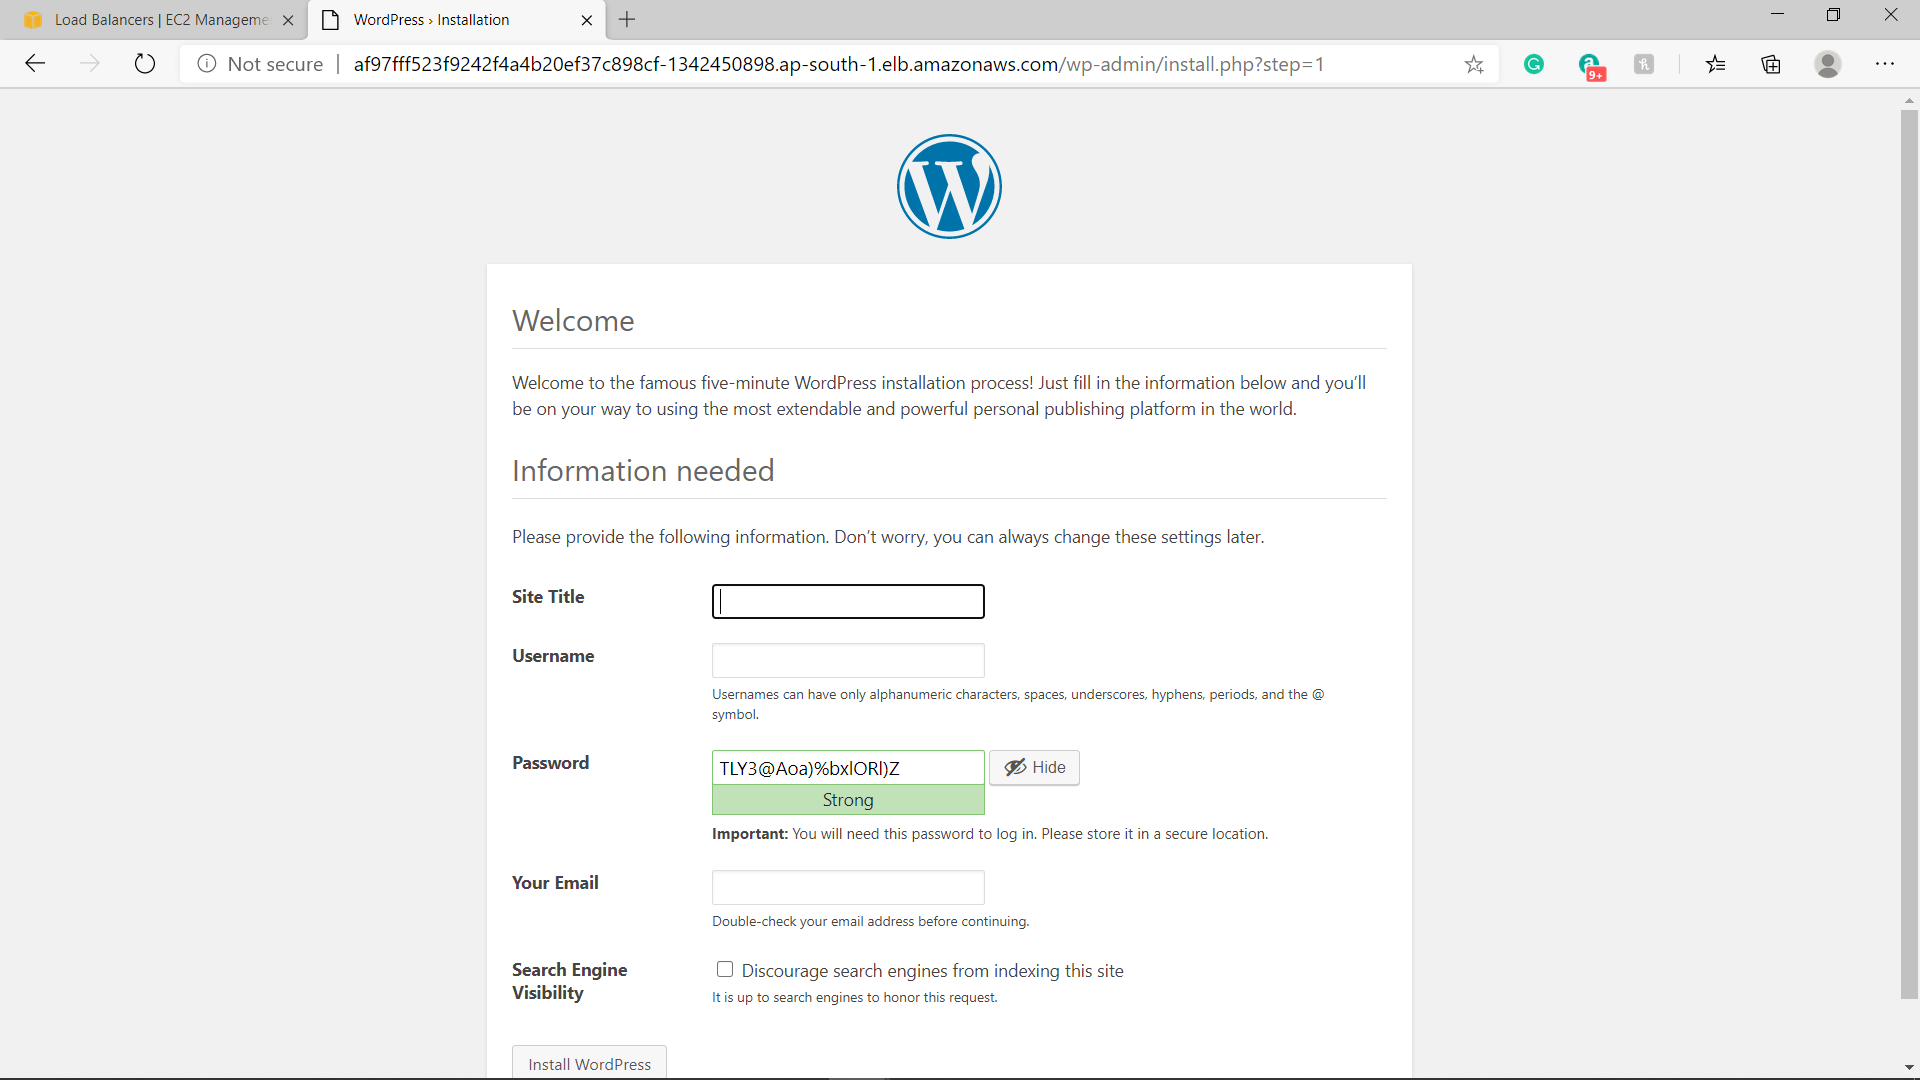 Load Balancers | EC2 Manageme
WordPress › Installation
Not secure | af97fff523f9242f4a4b20ef37c898cf-1342450898.ap-south-1.elb.amazonaws.com/wp-admin/install.php?step=1
9+
Welcome
Welcome to the famous five-minute WordPress installation process! Just fill in the information below and you’ll
be on your way to using the most extendable and powerful personal publishing platform in the world.
Information needed
Please provide the following information. Don’t worry, you can always change these settings later.
Site Title
Username
Usernames can have only alphanumeric characters, spaces, underscores, hyphens, periods, and the @
symbol.
Password
TLY3@Aoa)%bxlORl)Z
Hide
Strong
Important: You will need this password to log in. Please store it in a secure location.
Your Email
Double-check your email address before continuing.
Search Engine
Visibility
Discourage search engines from indexing this site
It is up to search engines to honor this request.
Install WordPress